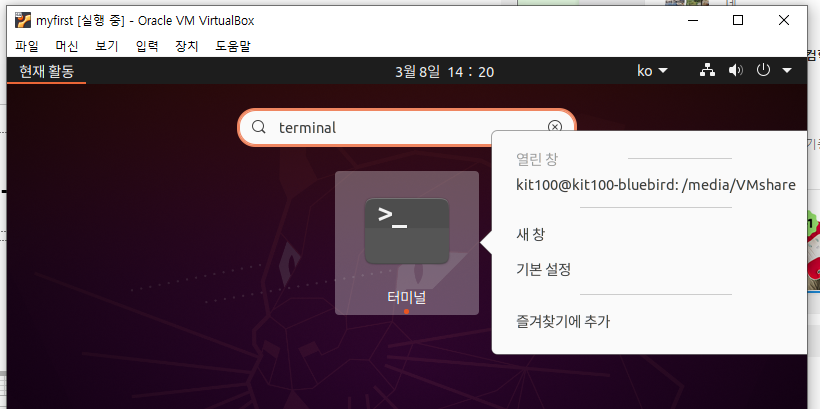 myfirst [실행 중] - Oracle VM VirtualBox
파일 머신 보기 입력 장치 도움말
현재 활동 3월 8일 14 : 20 ko
terminal
>_
터미널
열린 창
kit100@kit100-bluebird: /media/VMshare
새 창
기본 설정
즐겨찾기에 추가